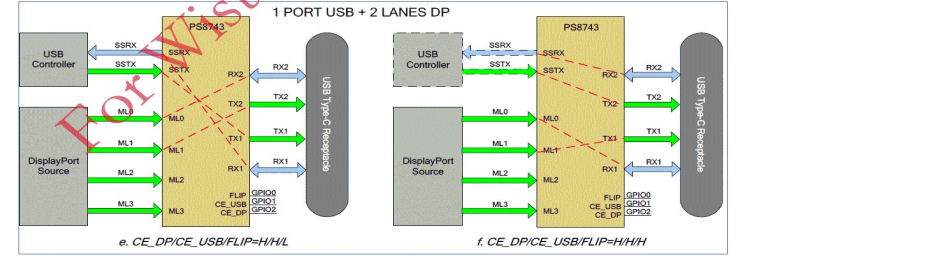 1 PORT USB + 2 LANES DP
PS8743
USB
Controller
SSRX
SSTX
SSRX
SSTX
RX2
RX2
TX2
TX2
DisplayPort
Source
ML0
ML0
TX1
TX1
ML1
ML1
RX1
RX1
ML2
ML2
ML3
ML3
FLIP GPIO0
CE_USB GPIO1
CE_DP GPIO2
USB Type-C Receptacle
e. CE_DP/CE_USB/FLIP=H/H/L
PS8743
USB
Controller
SSRX
SSTX
SSRX
SSTX
RX2
RX2
TX2
TX2
DisplayPort
Source
ML0
ML0
TX1
TX1
ML1
ML1
RX1
RX1
ML2
ML2
ML3
ML3
FLIP GPIO0
CE_USB GPIO1
CE_DP GPIO2
USB Type-C Receptacle
f. CE_DP/CE_USB/FLIP=H/H/H
For Wist